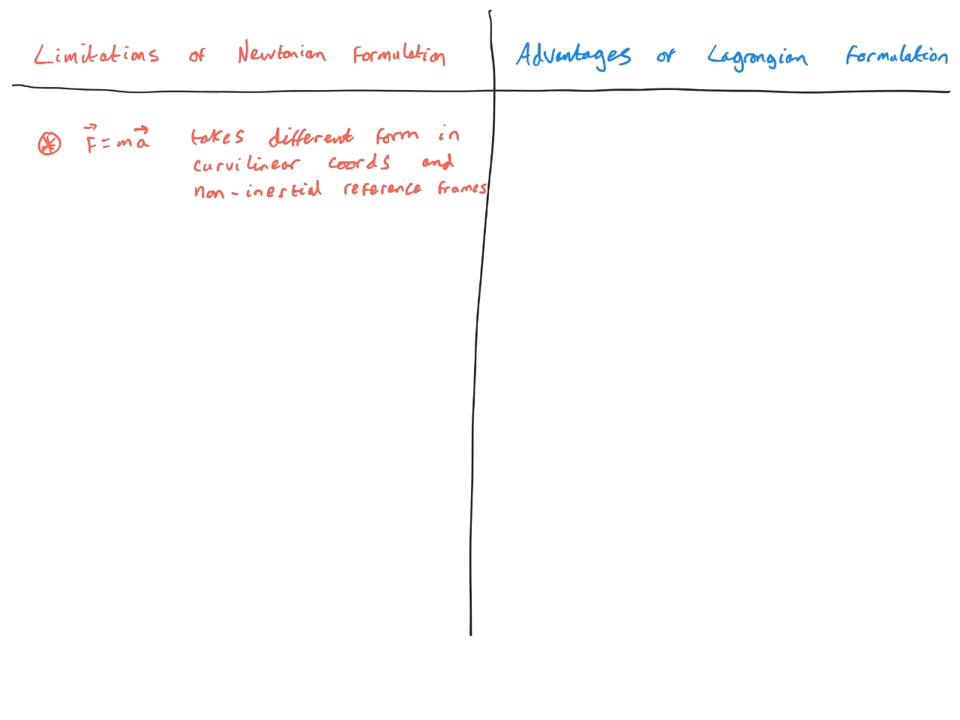 Limitations of Newtonian Formulation
Advantages of Lagrangian Formulation
⊛ F⃗ = ma⃗ takes different form in
curvilinear coords and
non-inertial reference frames